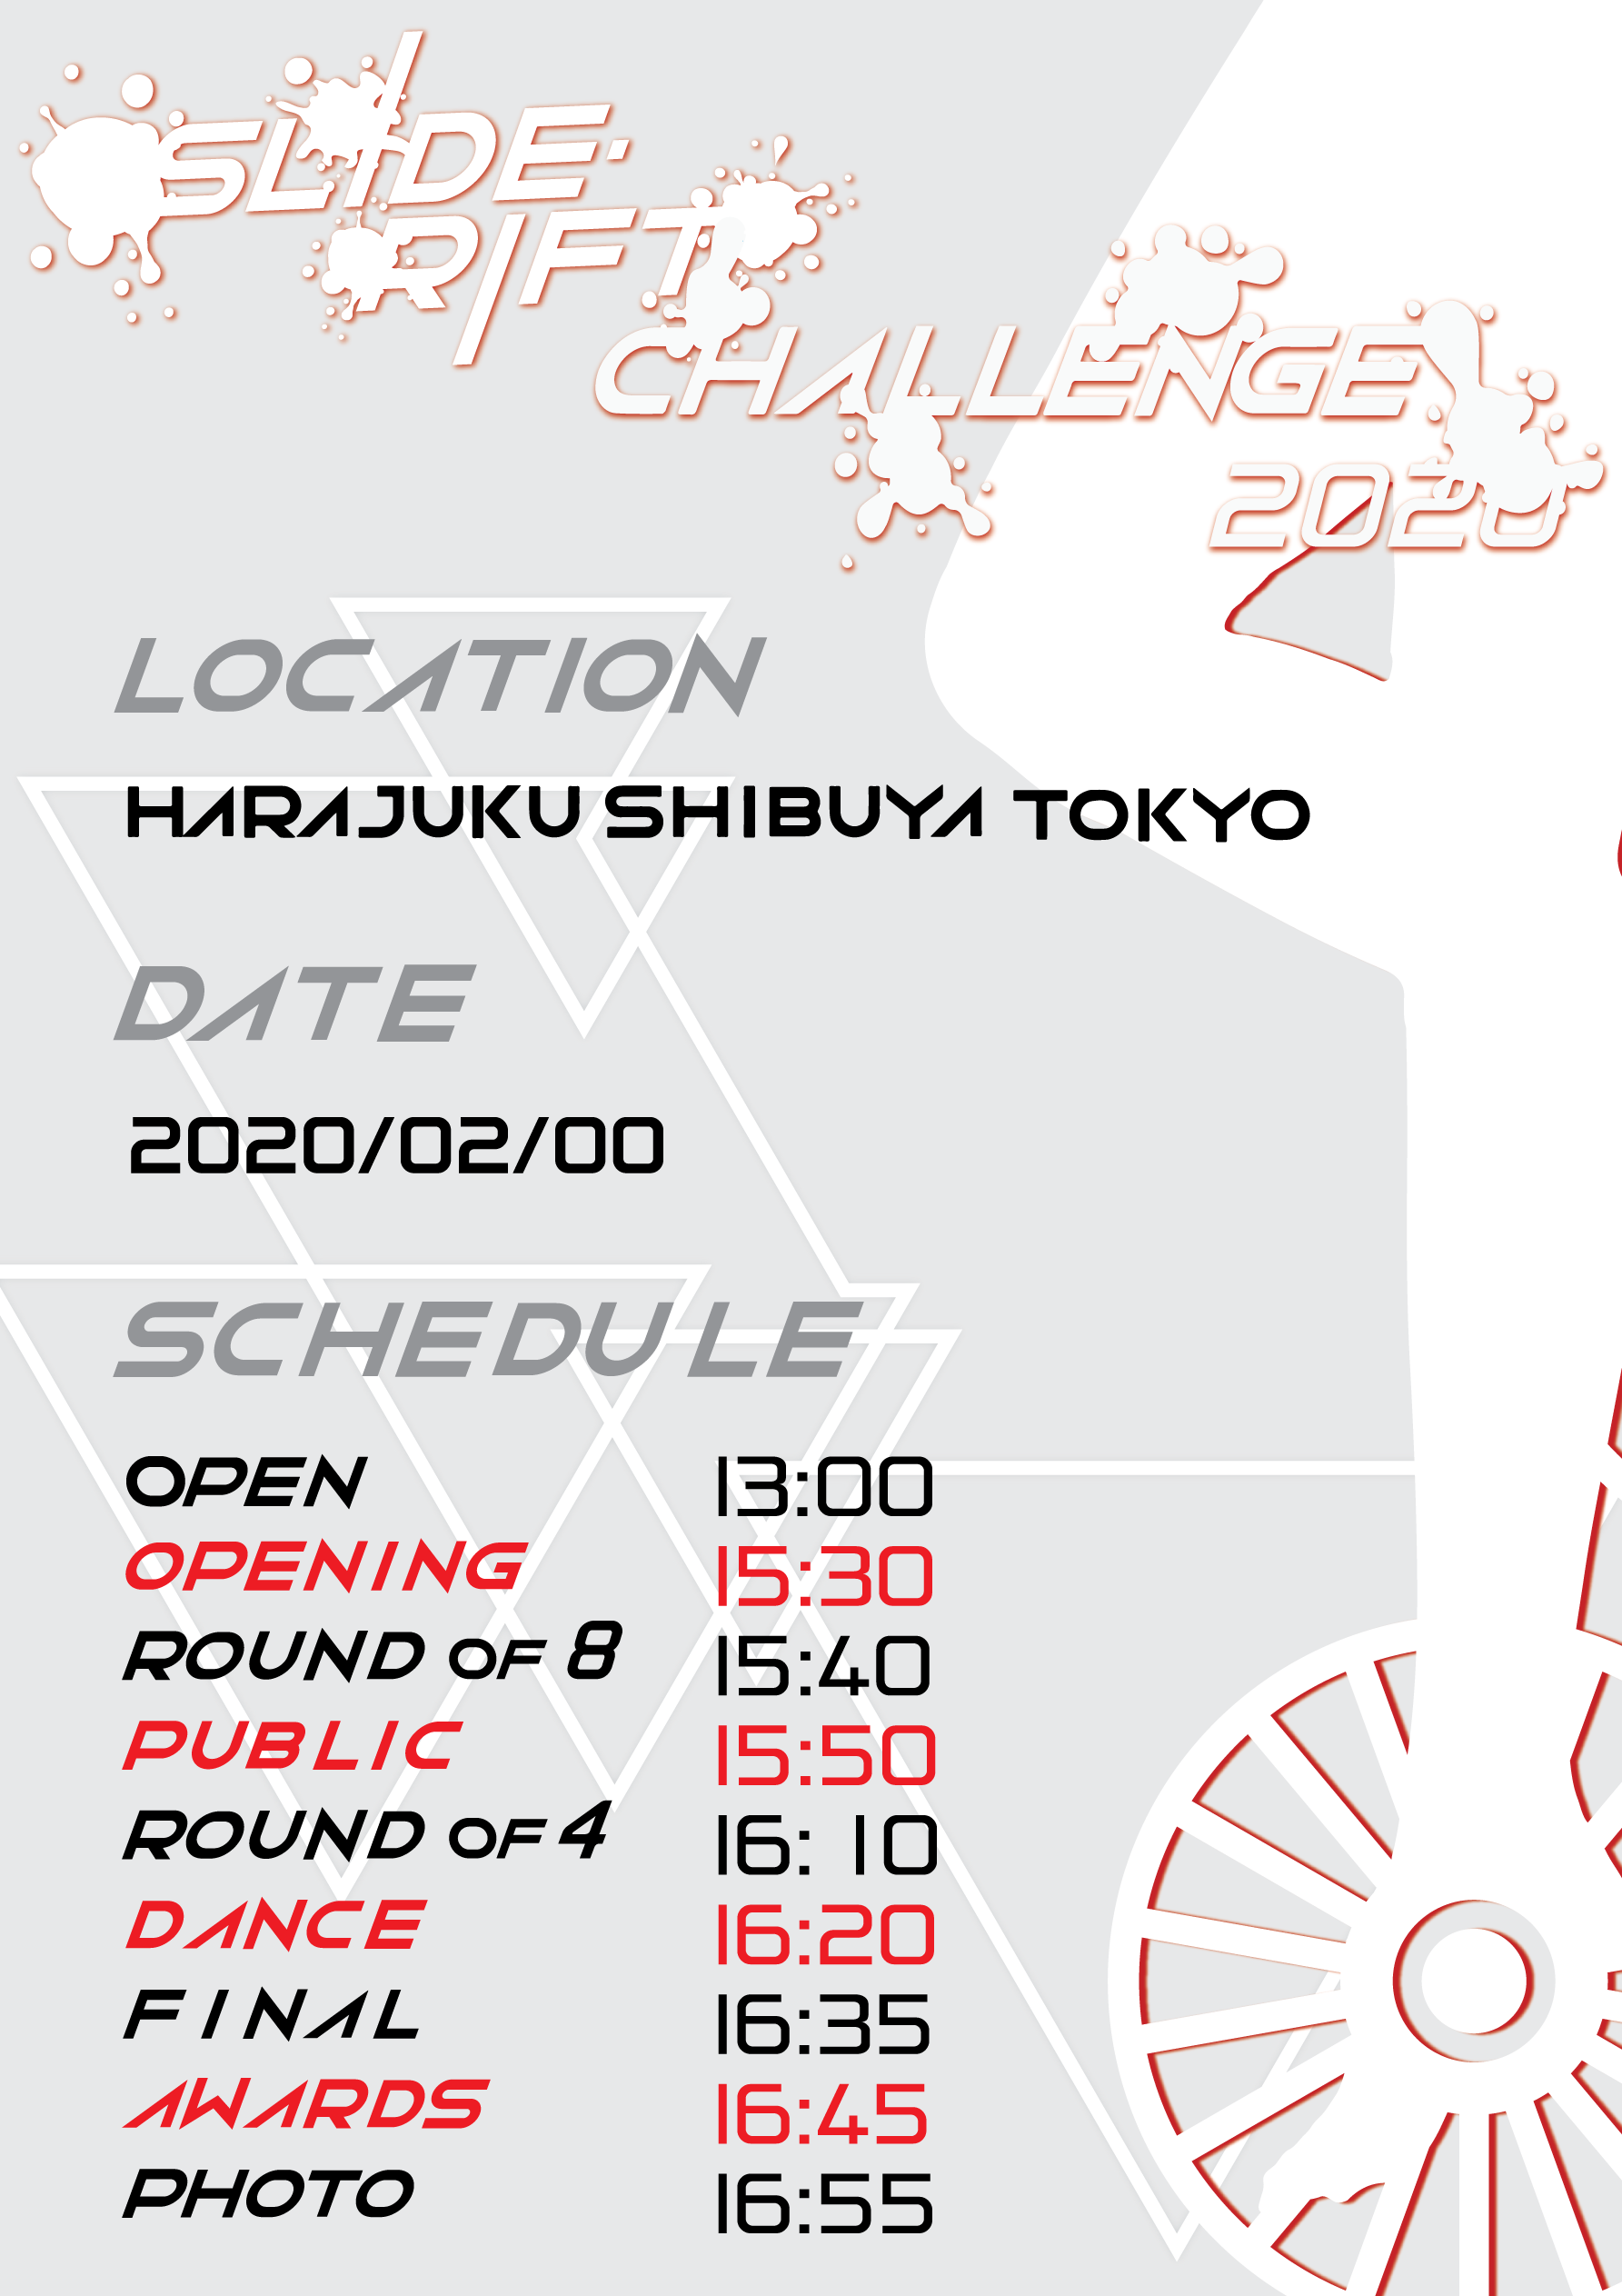 SLIDE·
RIFT
CHALLENGE
2020
LOCATION
HARAJUKU SHIBUYA TOKYO
DATE
2020/02/00
SCHEDULE
OPEN 13:00
OPENING 15:30
ROUND OF 8 15:40
PUBLIC 15:50
ROUND OF 4 16:10
DANCE 16:20
FINAL 16:35
AWARDS 16:45
PHOTO 16:55